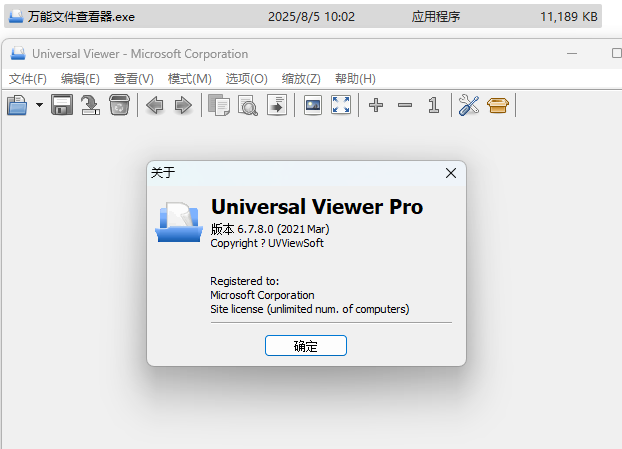 万能文件查看器.exe 2025/8/5 10:02 应用程序 11,189 KB
Universal Viewer - Microsoft Corporation
文件(F) 编辑(E) 查看(V) 模式(M) 选项(O) 缩放(Z) 帮助(H)
1
关于
Universal Viewer Pro
版本 6.7.8.0 (2021 Mar)
Copyright ? UVViewSoft
Registered to:
Microsoft Corporation
Site license (unlimited num. of computers)
确定